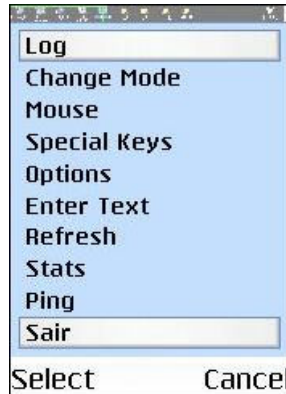 Log
Change Mode
Mouse
Special Keys
Options
Enter Text
Refresh
Stats
Ping
Sair
Select Cancel